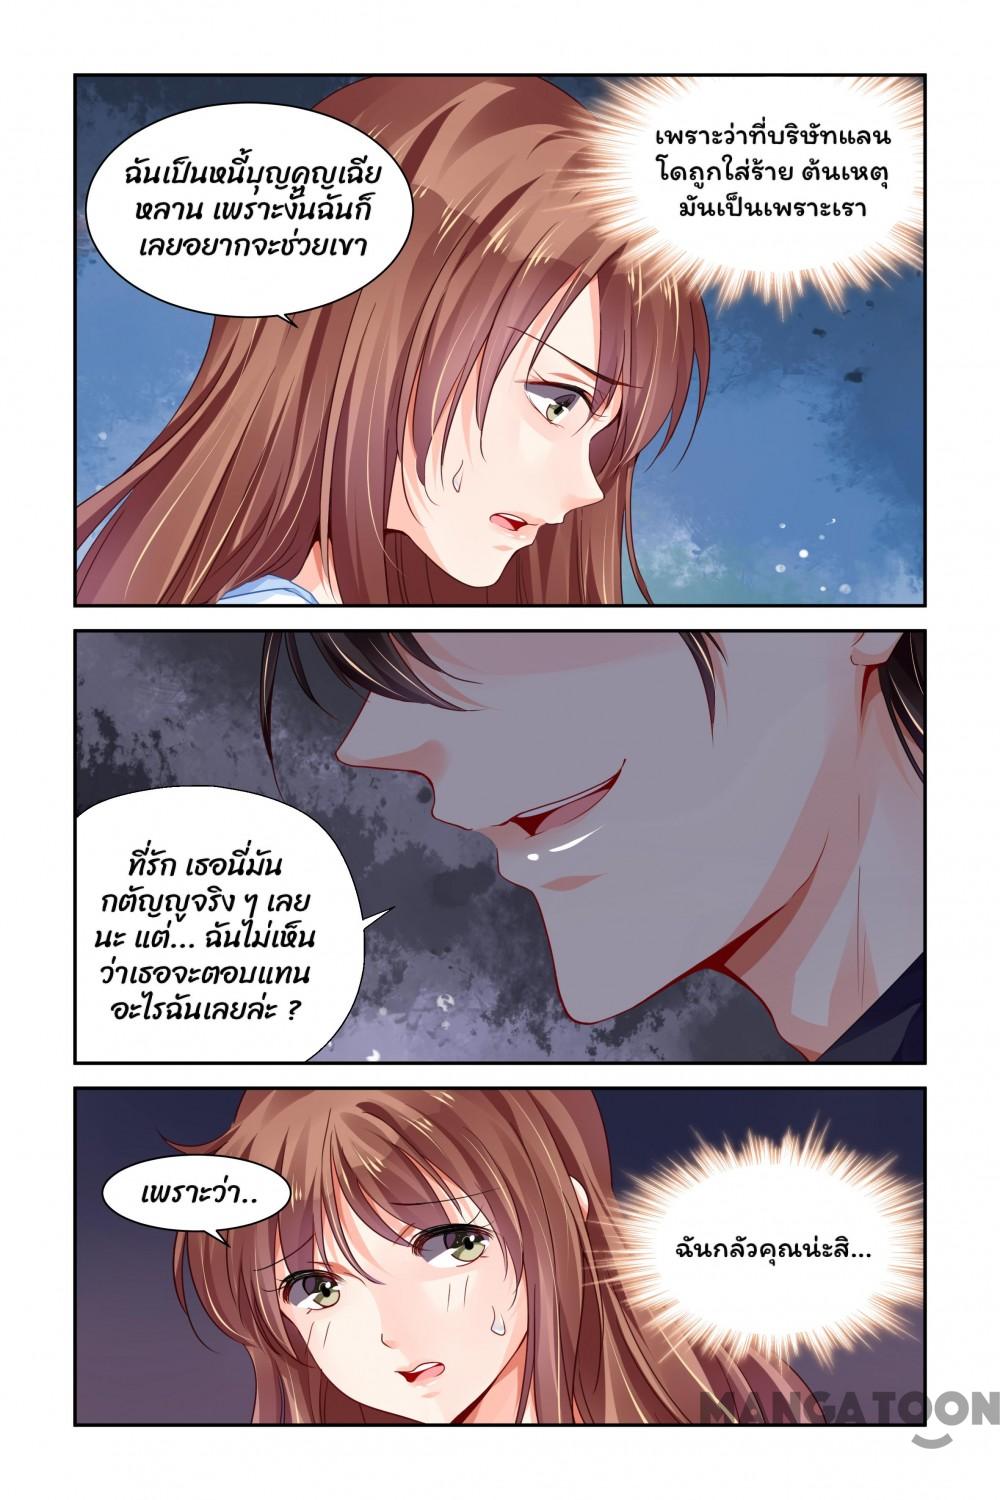 ฉันเป็นหนี้บุญคุณเฉีย
หลาน เพราะงั้นฉันก็
เลยอยากจะช่วยเขา
เพราะว่าที่บริษัทแลน
โดถูกใส่ร้าย ต้นเหตุ
มันเป็นเพราะเรา
ที่รัก เธอนี่มัน
กตัญญูจริง ๆ เลย
นะ แต่... ฉันไม่เห็น
ว่าเธอจะตอบแทน
อะไรฉันเลยล่ะ ?
เพราะว่า..
ฉันกลัวคุณน่ะสิ...
MANGATOON